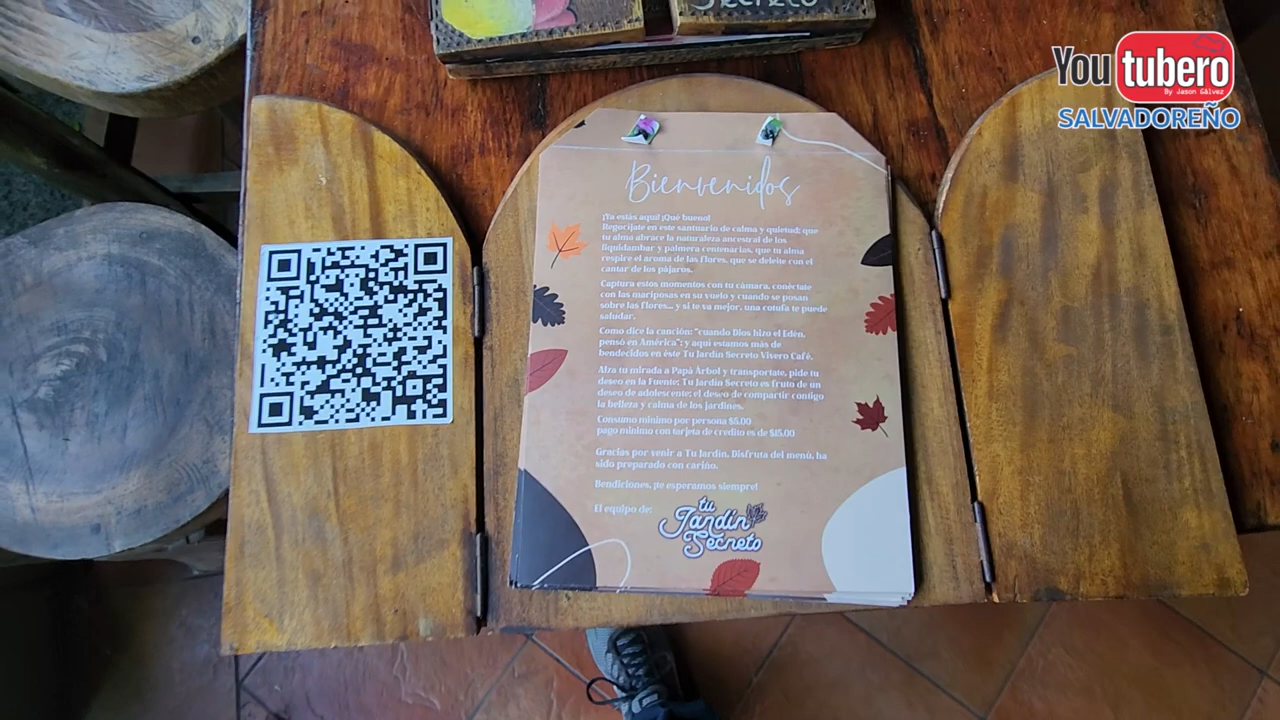 Secreto
You tubero
By Jason Gálvez
SALVADOREÑO
Bienvenidos
¡Ya estás aquí! ¡Qué bueno!
Regocíjate en este santuario de calma y quietud; que
tu alma abrace la naturaleza ancestral de los
liquidambar y palmera centenarias, que tu alma
respire el aroma de las flores, que se deleite con el
cantar de los pájaros.
Captura estos momentos con tu cámara, conéctate
con las mariposas en su vuelo y cuando se posan
sobre las flores... y si te va mejor, una cotufa te puede
saludar.
Como dice la canción: "cuando Dios hizo el Edén,
pensó en América"; y aquí estamos más de
bendecidos en éste Tu Jardín Secreto Vivero Café.
Alza tu mirada a Papá Árbol y transportate, pide tu
deseo en la Fuente; Tu Jardín Secreto es fruto de un
deseo de adolescente; el deseo de compartir contigo
la belleza y calma de los jardines.
Consumo minimo por persona $5.00
pago minimo con tarjeta de credito es de $15.00
Gracias por venir a Tu Jardín, Disfruta del menú, ha
sido preparado con cariño.
Bendiciones, ¡te esperamos siempre!
El equipo de:
tu
Jardín
Secreto